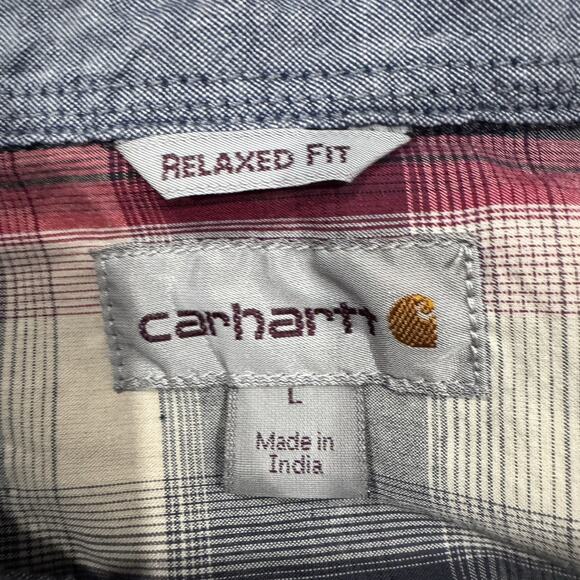 RELAXED FIT
carhartt
L
Made in
India